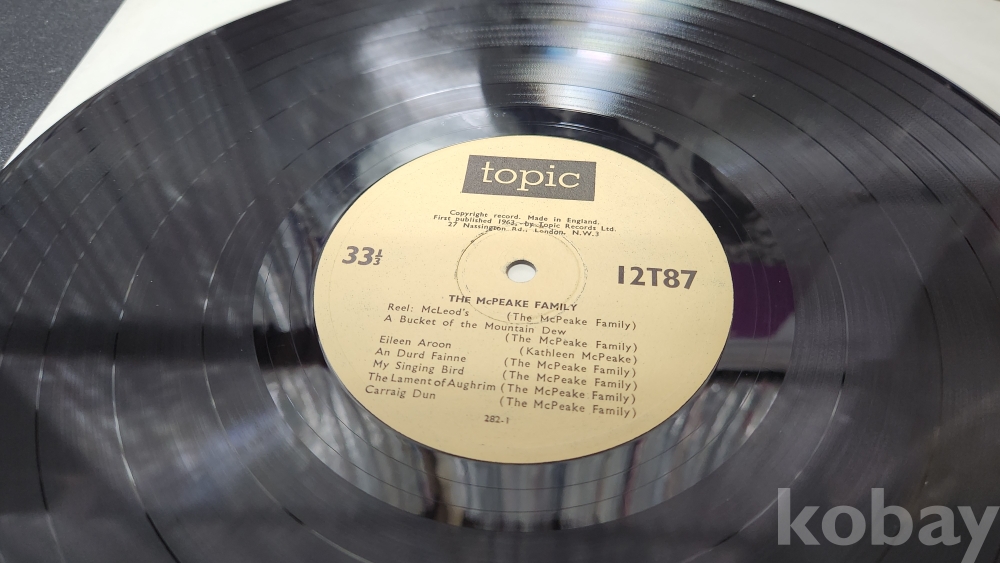 topic
Copyright record. Made in England.
First published 1963, by Topic Records Ltd.
27 Nassington Rd., London. N.W.3
33⅓
12T87
THE McPEAKE FAMILY
Reel: McLeod's (The McPeake Family)
A Bucket of the Mountain Dew
(The McPeake Family)
Eileen Aroon (Kathleen McPeake)
An Durd Fainne (The McPeake Family)
My Singing Bird (The McPeake Family)
The Lament of Aughrim (The McPeake Family)
Carraig Dun (The McPeake Family)
282-1
kobay